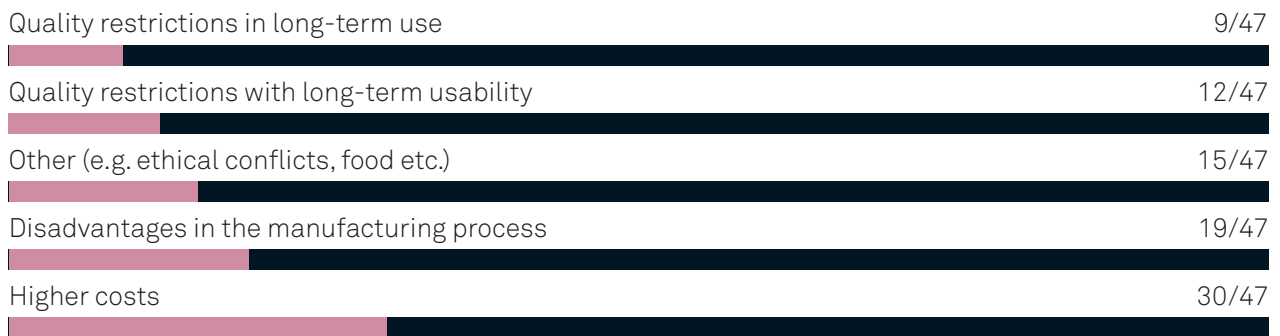 Quality restrictions in long-term use 9/47
Quality restrictions with long-term usability 12/47
Other (e.g. ethical conflicts, food etc.) 15/47
Disadvantages in the manufacturing process 19/47
Higher costs 30/47